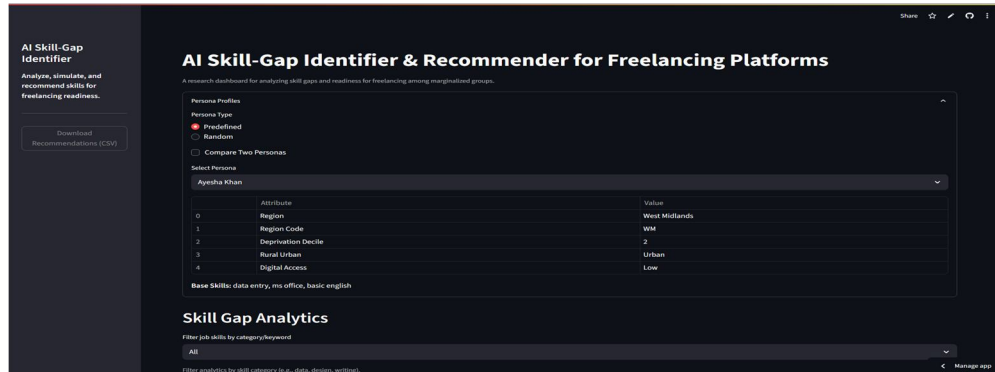 Share
AI Skill-Gap
Identifier
Analyze, simulate, and
recommend skills for
freelancing readiness.
Download
Recommendations (CSV)
AI Skill-Gap Identifier & Recommender for Freelancing Platforms
A research dashboard for analyzing skill gaps and readiness for freelancing among marginalized groups.
Persona Profiles
Persona Type
Predefined
Random
Compare Two Personas
Select Persona
Ayesha Khan
Attribute Value
0 Region West Midlands
1 Region Code WM
2 Deprivation Decile 2
3 Rural Urban Urban
4 Digital Access Low
Base Skills: data entry, ms office, basic english
Skill Gap Analytics
Filter job skills by category/keyword
All
Filter analytics by skill category (e.g., data, design, writing).
Manage app